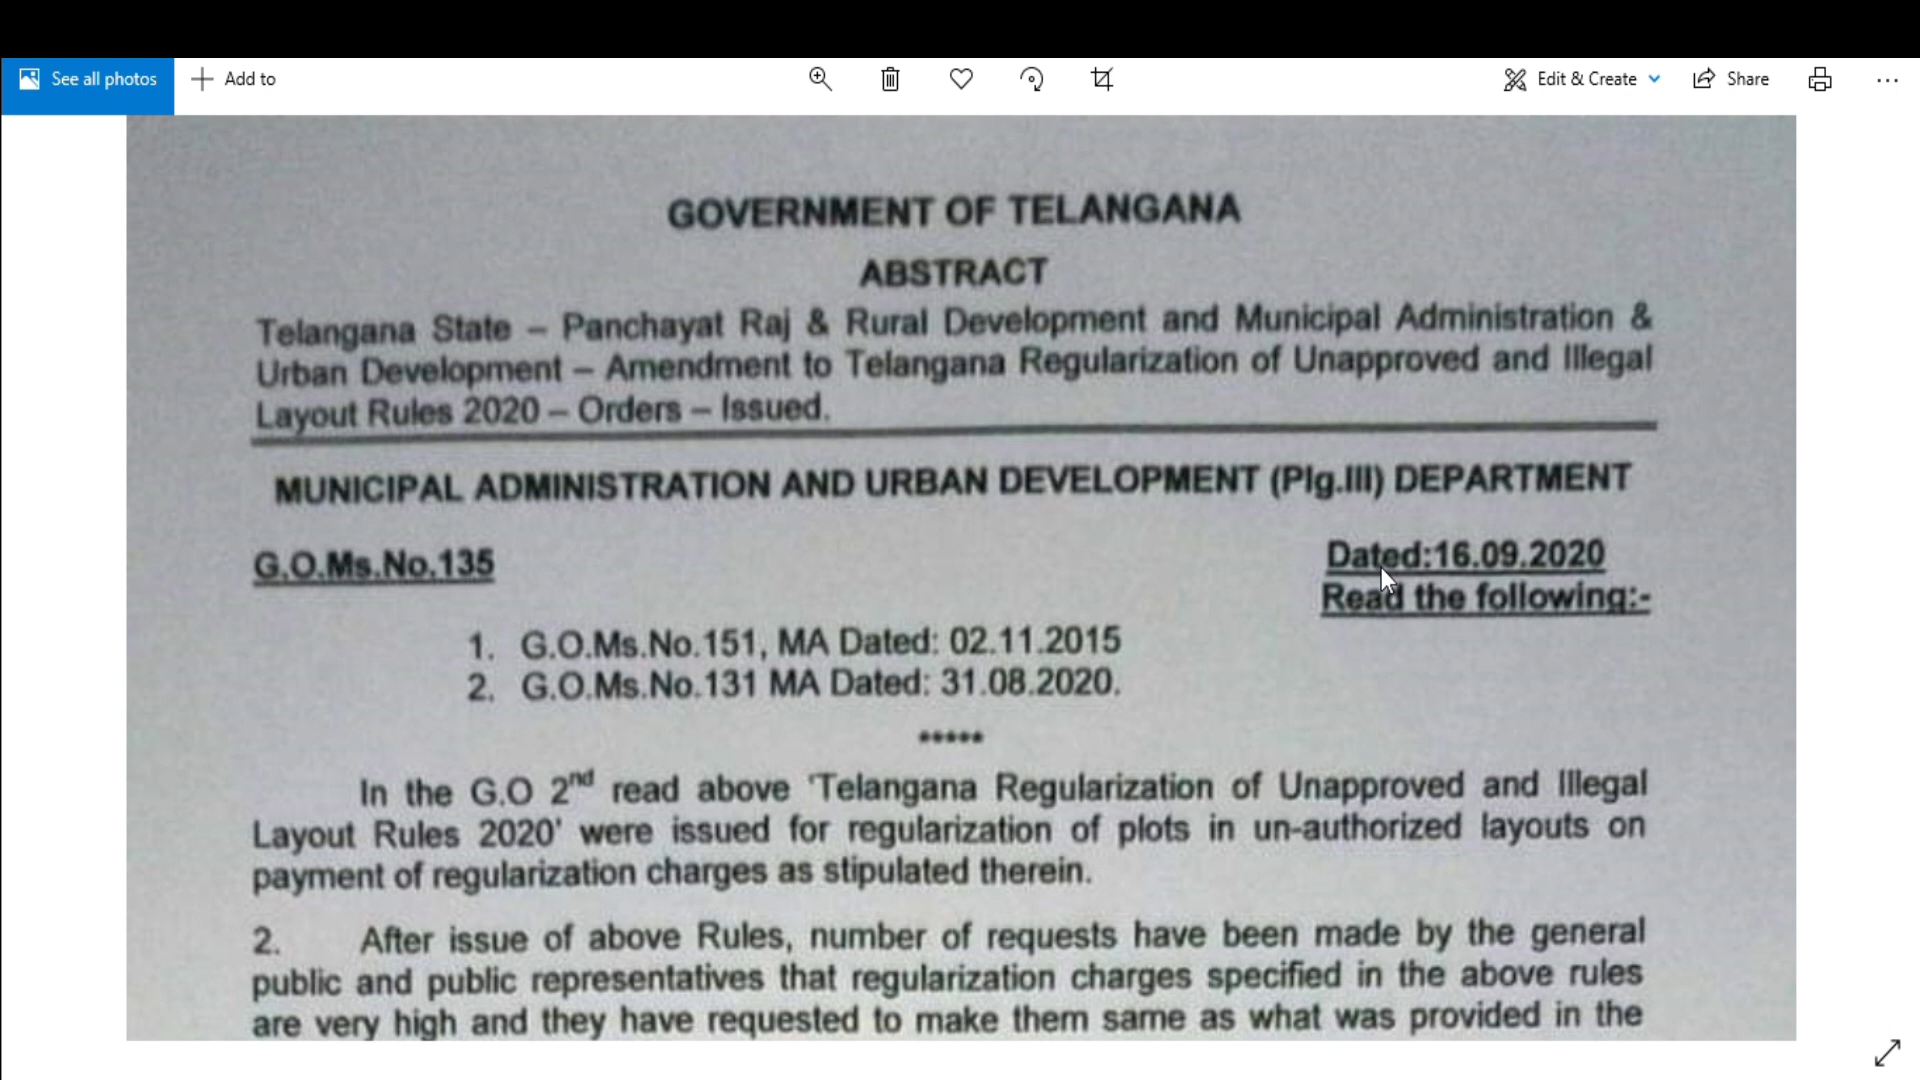 See all photos
Add to
Edit & Create
Share
GOVERNMENT OF TELANGANA
ABSTRACT
Telangana State – Panchayat Raj & Rural Development and Municipal Administration &
Urban Development – Amendment to Telangana Regularization of Unapproved and Illegal
Layout Rules 2020 – Orders – Issued.
MUNICIPAL ADMINISTRATION AND URBAN DEVELOPMENT (Plg.III) DEPARTMENT
G.O.Ms.No.135
Dated:16.09.2020
Read the following:-
1. G.O.Ms.No.151, MA Dated: 02.11.2015
2. G.O.Ms.No.131 MA Dated: 31.08.2020.
*****
In the G.O 2nd read above 'Telangana Regularization of Unapproved and Illegal
Layout Rules 2020' were issued for regularization of plots in un-authorized layouts on
payment of regularization charges as stipulated therein.
2. After issue of above Rules, number of requests have been made by the general
public and public representatives that regularization charges specified in the above rules
are very high and they have requested to make them same as what was provided in the